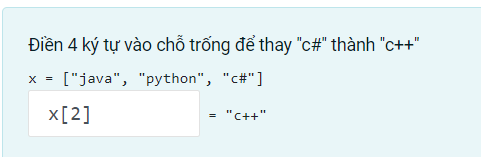 Điền 4 ký tự vào chỗ trống để thay "c#" thành "c++"
x = ["java", "python", "c#"]
x[2] = "c++"